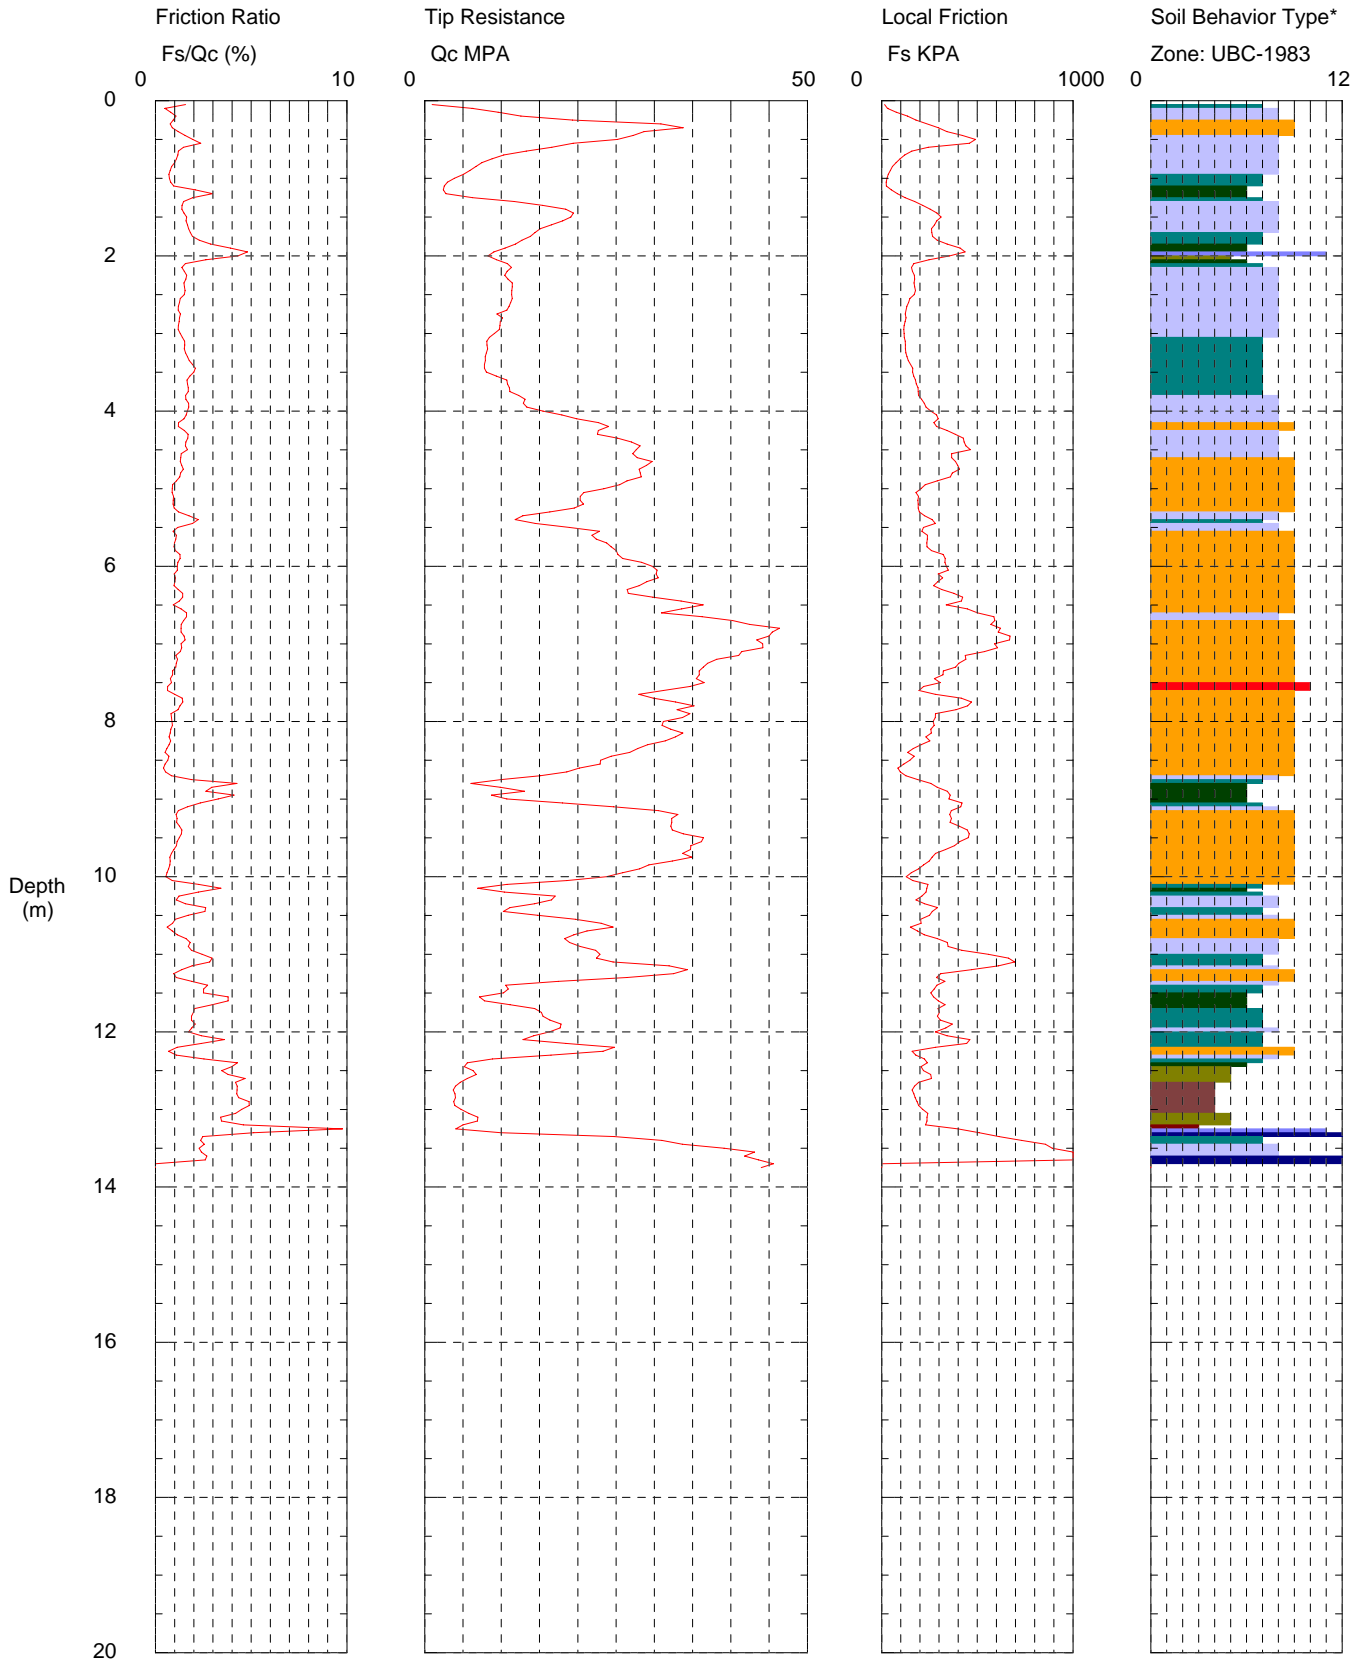 Friction Ratio
Tip Resistance
Local Friction
Soil Behavior Type*
Fs/Qc (%)
Qc MPA
Fs KPA
Zone: UBC-1983
0 10
0 50
0 1000
0 12
0
2
4
6
8
10
Depth
(m)
12
14
16
18
20